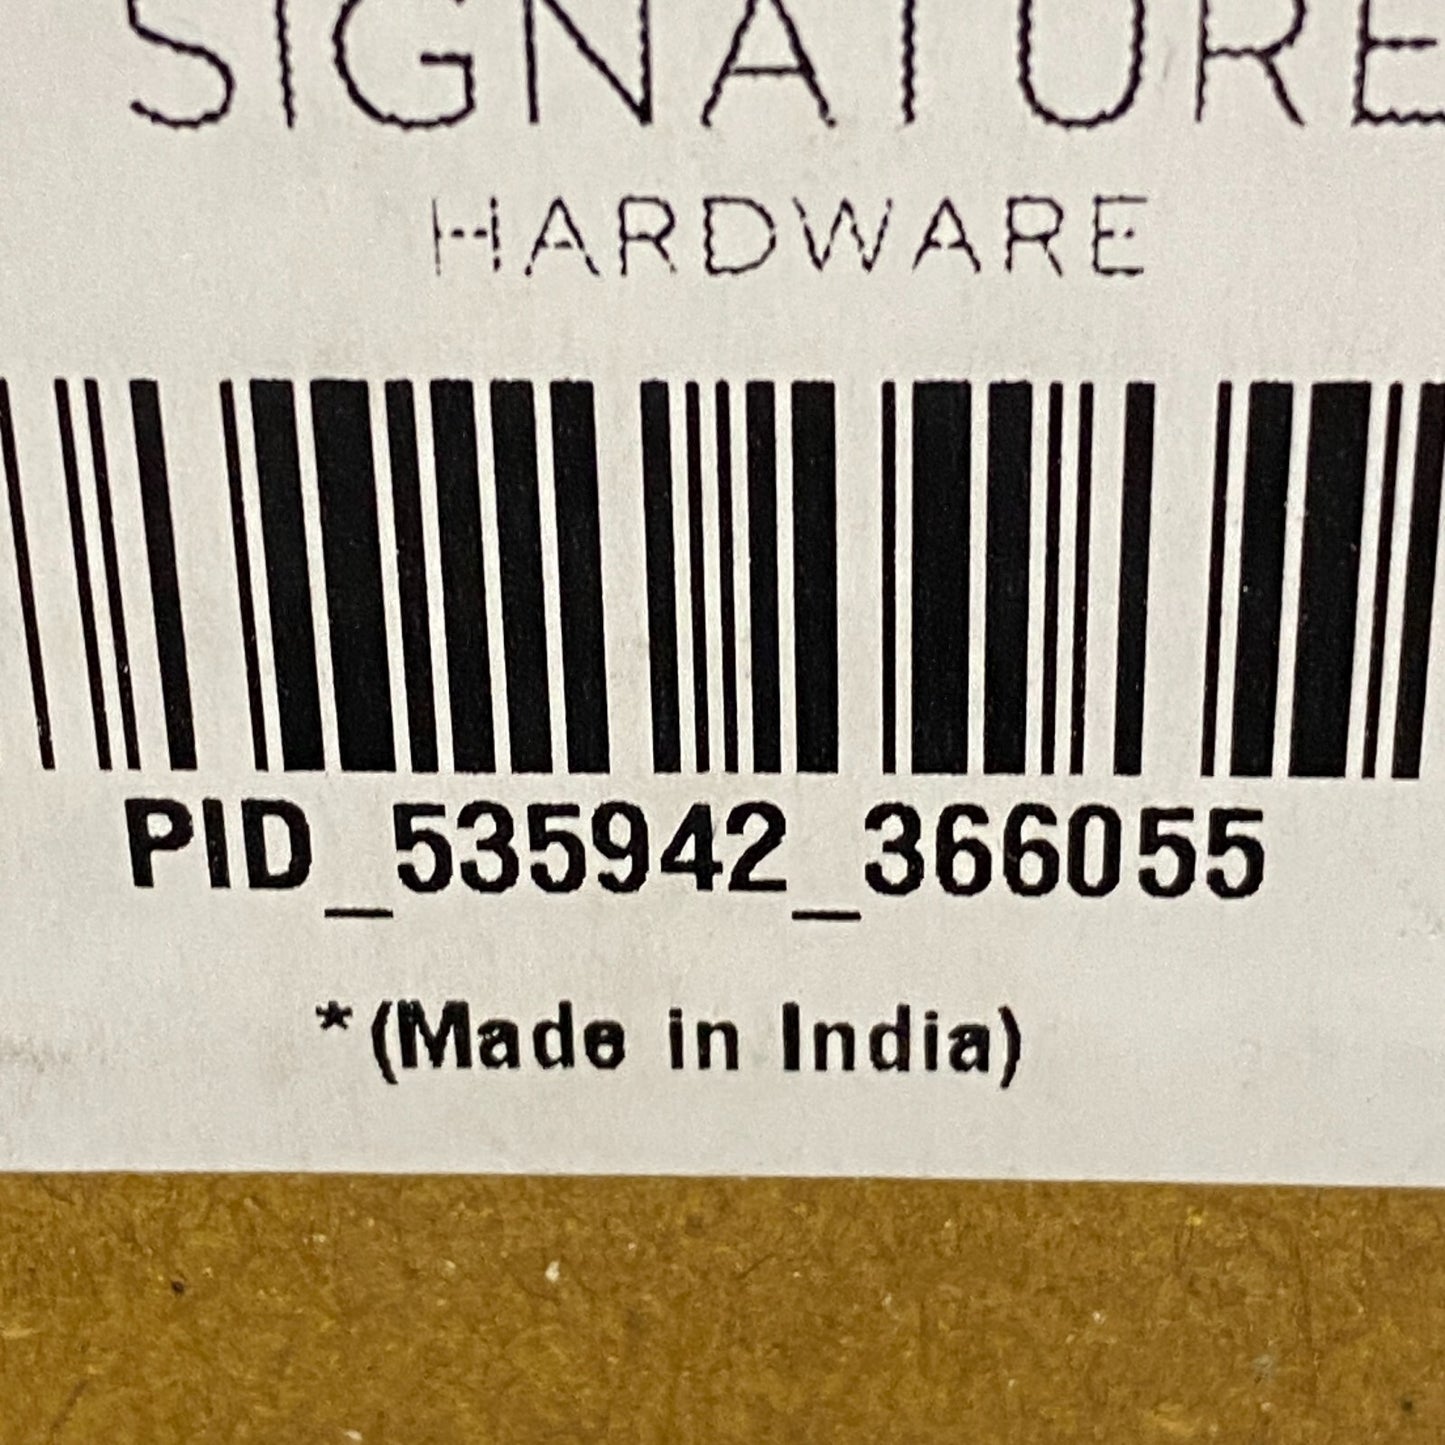 SIGNATURE
HARDWARE
PID_535942_366055
*(Made in India)